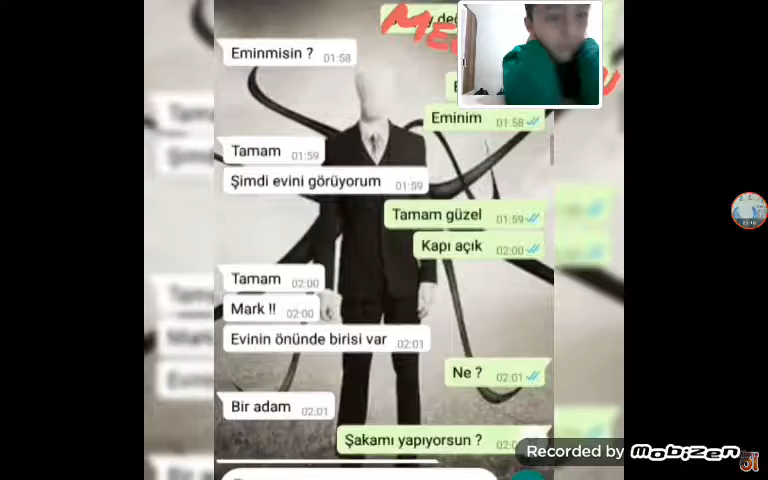 Eminmisin ? 01:58
Eminim 01:58
Tamam 01:59
Şimdi evini görüyorum 01:59
Tamam güzel 01:59
Kapı açık 02:00
Tamam 02:00
Mark !! 02:00
Evinin önünde birisi var 02:01
Ne ? 02:01
Bir adam 02:01
Şakamı yapıyorsun ?
Recorded by mobizen